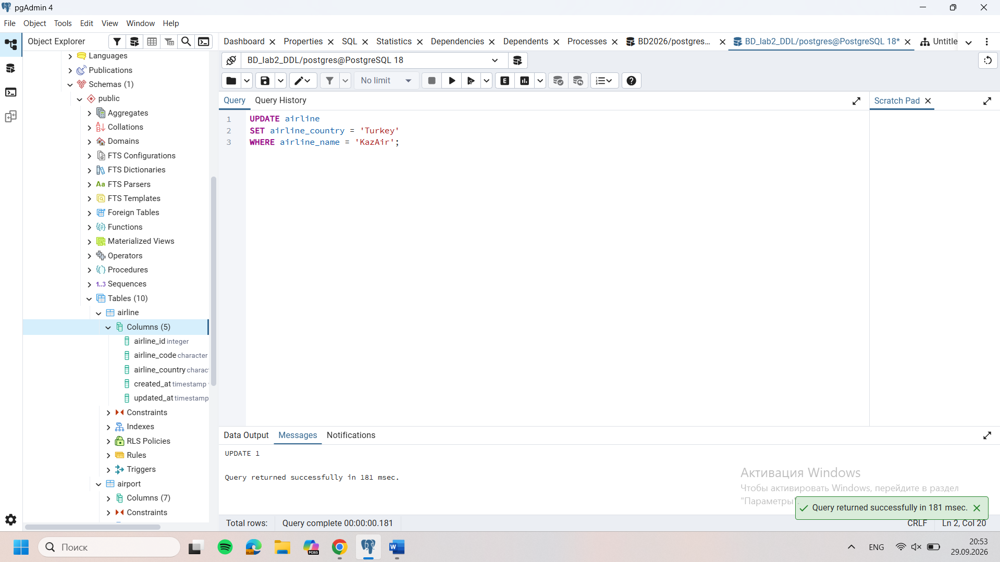 pgAdmin 4
File Object Tools Edit View Window Help
Object Explorer
Dashboard Properties SQL Statistics Dependencies Dependents Processes BD2026/postgres... BD_lab2_DDL/postgres@PostgreSQL 18* Untitle
BD_lab2_DDL/postgres@PostgreSQL 18
No limit
Query Query History
Scratch Pad
Languages
Publications
Schemas (1)
public
Aggregates
Collations
Domains
FTS Configurations
FTS Dictionaries
Aa FTS Parsers
FTS Templates
Foreign Tables
Functions
Materialized Views
Operators
Procedures
1..3 Sequences
Tables (10)
airline
Columns (5)
airline_id integer
airline_code character
airline_country charac
created_at timestamp
updated_at timestamp
Constraints
Indexes
RLS Policies
Rules
Triggers
airport
Columns (7)
Constraints
1 UPDATE airline
2 SET airline_country = 'Turkey'
3 WHERE airline_name = 'KazAir';
Data Output Messages Notifications
UPDATE 1
Query returned successfully in 181 msec.
Активация Windows
Чтобы активировать Windows, перейдите в раздел
"Параметры".
Query returned successfully in 181 msec.
Total rows: Query complete 00:00:00.181
CRLF Ln 2, Col 20
Поиск
M365
ENG
20:53
29.09.2026